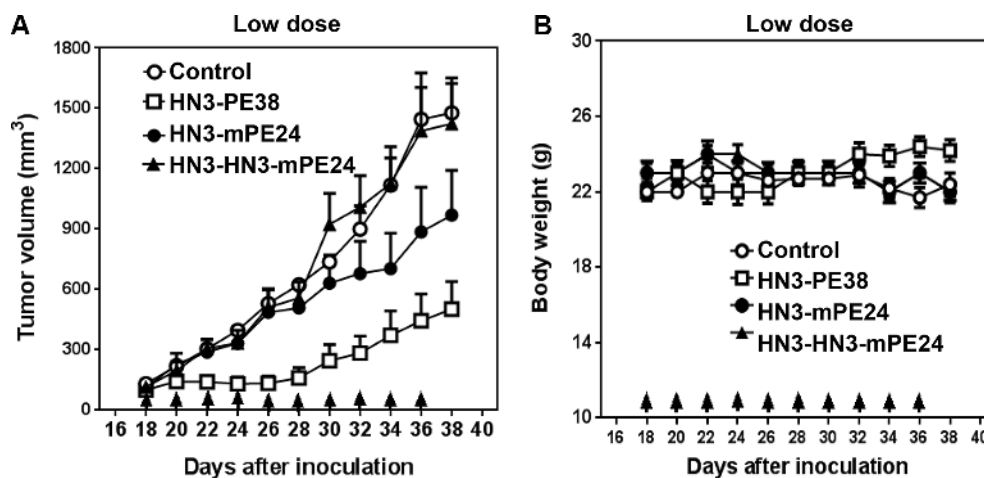 A Low dose
Tumor volume (mm³)
1800
1500
1200
900
600
300
0
Control
HN3-PE38
HN3-mPE24
HN3-HN3-mPE24
16 18 20 22 24 26 28 30 32 34 36 38 40
Days after inoculation
B Low dose
Body weight (g)
30
26
22
18
14
10
Control
HN3-PE38
HN3-mPE24
HN3-HN3-mPE24
16 18 20 22 24 26 28 30 32 34 36 38 40
Days after inoculation